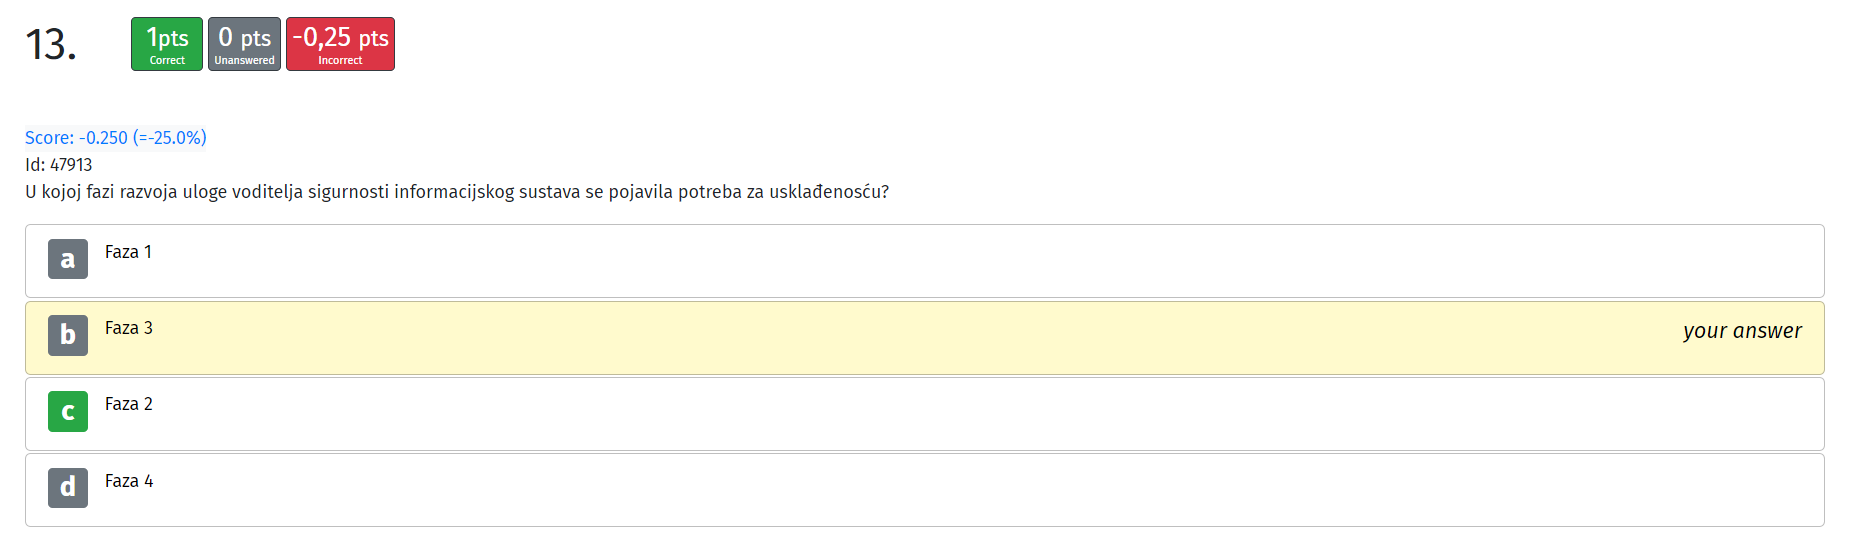 13.
1pts
Correct
0 pts
Unanswered
-0,25 pts
Incorrect
Score: -0.250 (=-25.0%)
Id: 47913
U kojoj fazi razvoja uloge voditelja sigurnosti informacijskog sustava se pojavila potreba za usklađenosću?
a Faza 1
b Faza 3 your answer
c Faza 2
d Faza 4